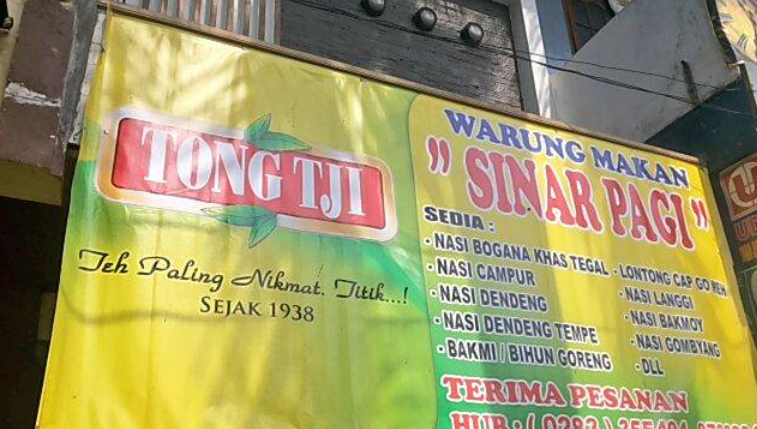 TONG TJI
Teh Paling Nikmat. Titik...!
SEJAK 1938
WARUNG MAKAN
" SINAR PAGI "
SEDIA :
- NASI BOGANA KHAS TEGAL
- NASI CAMPUR
- NASI DENDENG
- NASI DENDENG TEMPE
- BAKMI / BIHUN GORENG
- LONTONG CAP GO MEH
- NASI LANGGI
- NASI BAKMOY
- NASI GOMBYANG
- DLL
TERIMA PESANAN
HUB : ( 0283 )